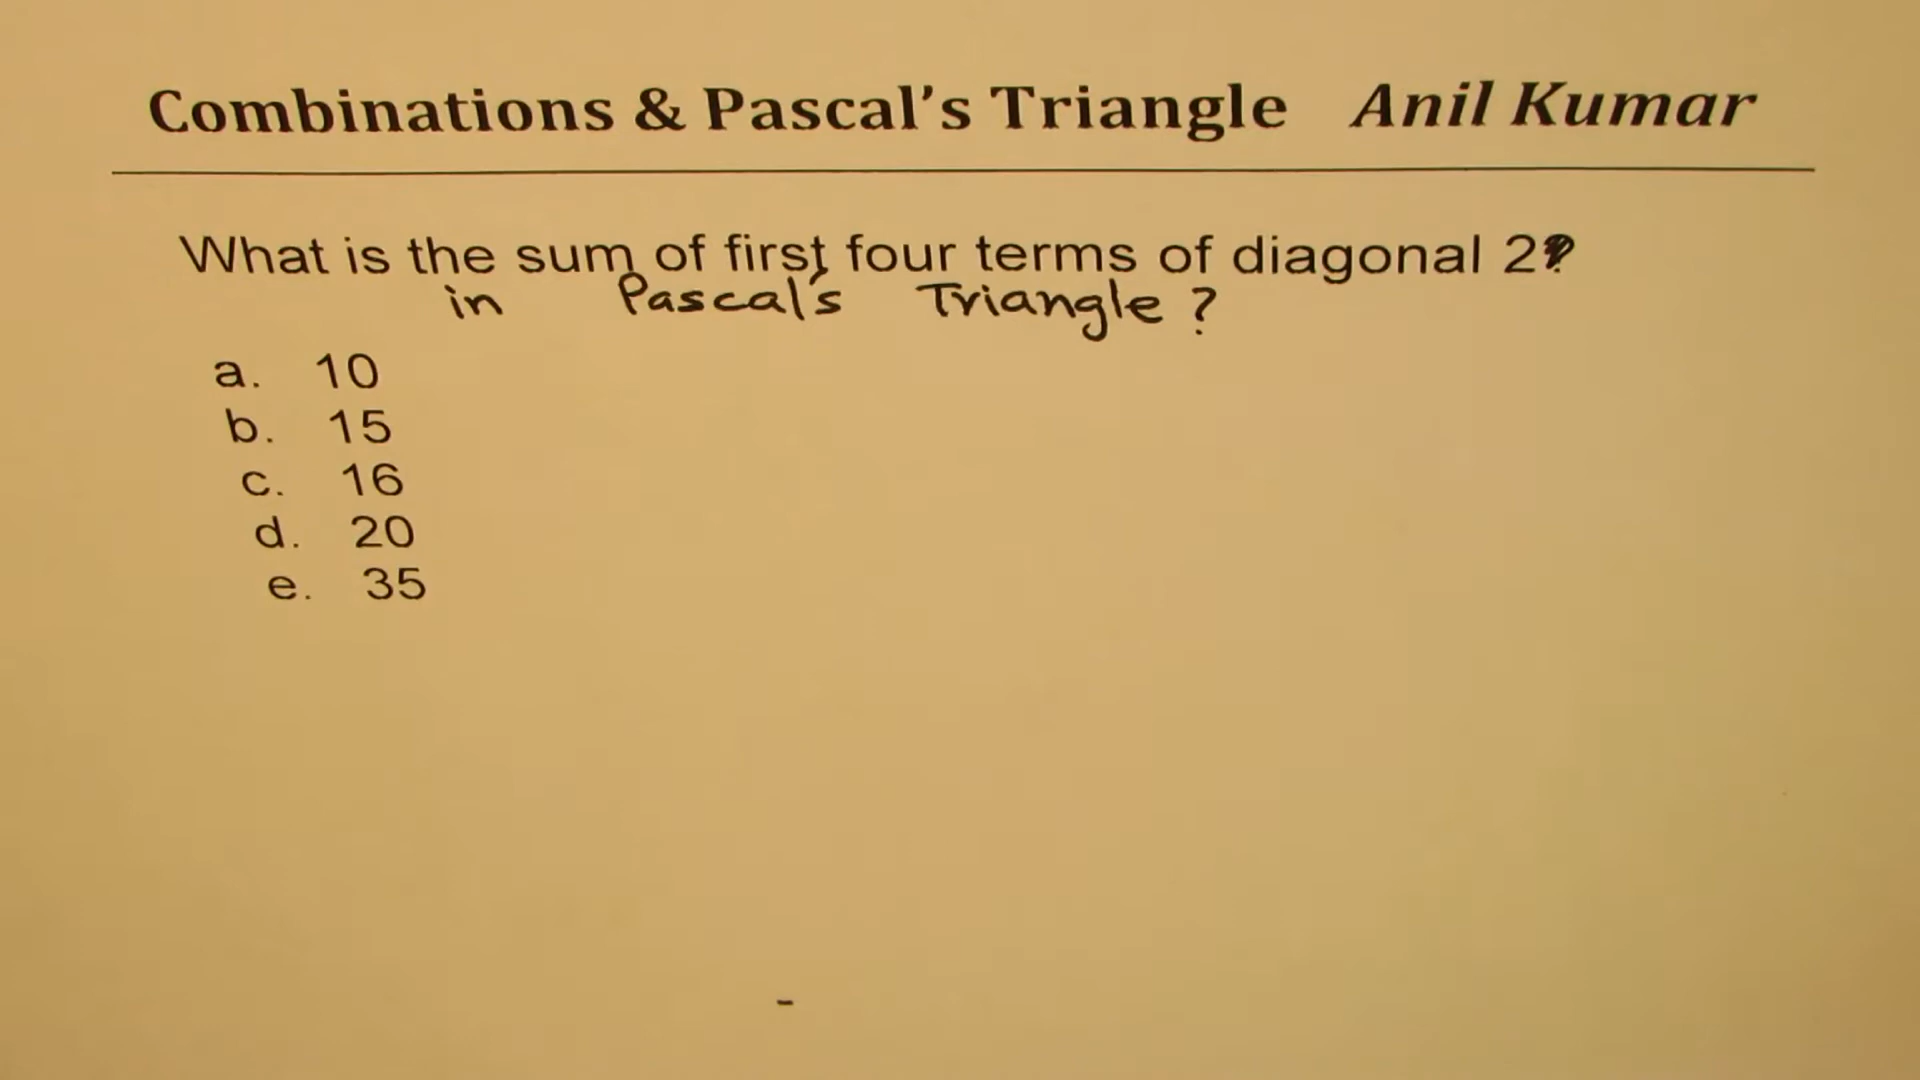 Combinations & Pascal's Triangle Anil Kumar
What is the sum of first four terms of diagonal 2?
in Pascal's Triangle ?
a. 10
b. 15
c. 16
d. 20
e. 35